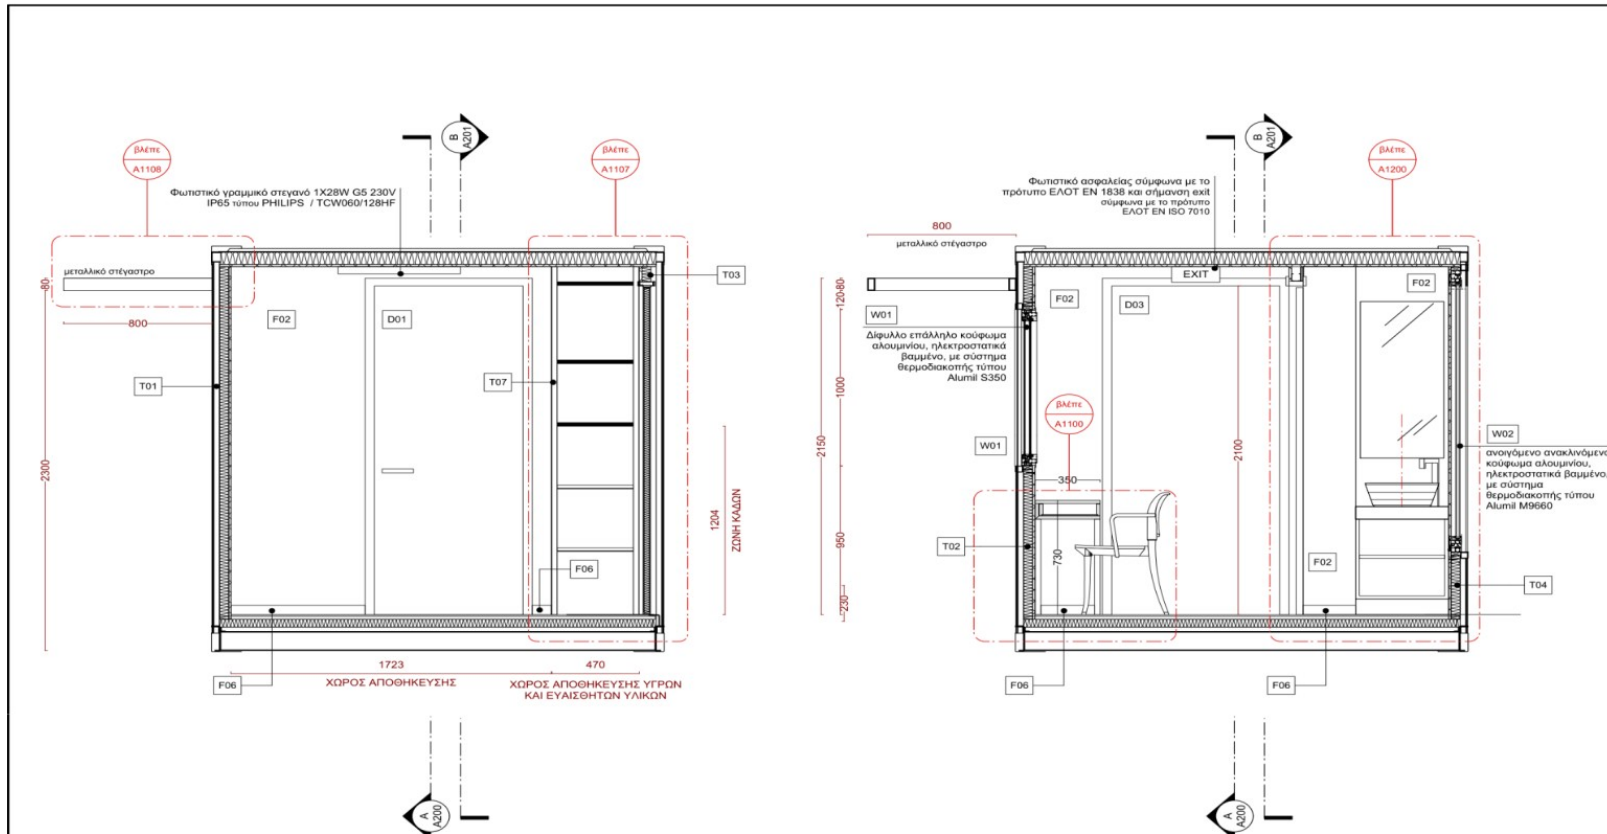 B
A201
βλέπε
A1108
βλέπε
A1107
Φωτιστικό γραμμικό στεγανό 1X28W G5 230V
IP65 τύπου PHILIPS / TCW060/128HF
μεταλλικό στέγαστρο
80
800
2300
F02
D01
T01
T03
T07
F06
1204
ΖΩΝΗ ΚΑΔΩΝ
1723
470
ΧΩΡΟΣ ΑΠΟΘΗΚΕΥΣΗΣ
ΧΩΡΟΣ ΑΠΟΘΗΚΕΥΣΗΣ ΥΓΡΩΝ
ΚΑΙ ΕΥΑΙΣΘΗΤΩΝ ΥΛΙΚΩΝ
F06
A
A200
B
A201
βλέπε
A1200
Φωτιστικό ασφαλείας σύμφωνα με το
πρότυπο ΕΛΟΤ EN 1838 και σήμανση exit
σύμφωνα με το πρότυπο
ΕΛΟΤ EN ISO 7010
800
μεταλλικό στέγαστρο
EXIT
F02
D03
F02
80
120
1000
2150
950
230
W01
Δίφυλλο επάλληλο κούφωμα
αλουμινίου, ηλεκτροστατικά
βαμμένο, με σύστημα
θερμοδιακοπής τύπου
Alumil S350
βλέπε
A1100
W01
350
730
2100
T02
F02
W02
ανοιγόμενο ανακλινόμενο
κούφωμα αλουμινίου,
ηλεκτροστατικά βαμμένο,
με σύστημα
θερμοδιακοπής τύπου
Alumil M9660
T04
F06
F06
A
A200